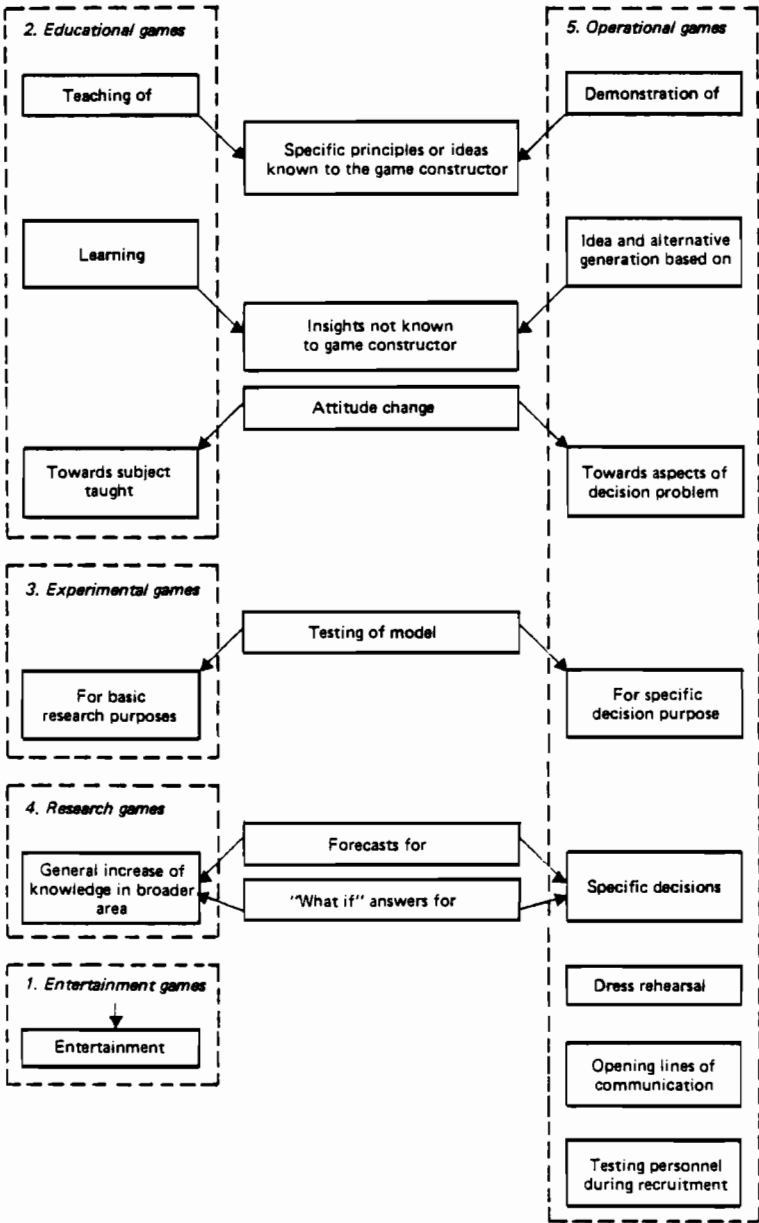 2. Educational games
Teaching of
Learning
Towards subject
taught
3. Experimental games
For basic
research purposes
4. Research games
General increase of
knowledge in broader
area
1. Entertainment games
Entertainment
Specific principles or ideas
known to the game constructor
Insights not known
to game constructor
Attitude change
Testing of model
Forecasts for
"What if" answers for
5. Operational games
Demonstration of
Idea and alternative
generation based on
Towards aspects of
decision problem
For specific
decision purpose
Specific decisions
Dress rehearsal
Opening lines of
communication
Testing personnel
during recruitment